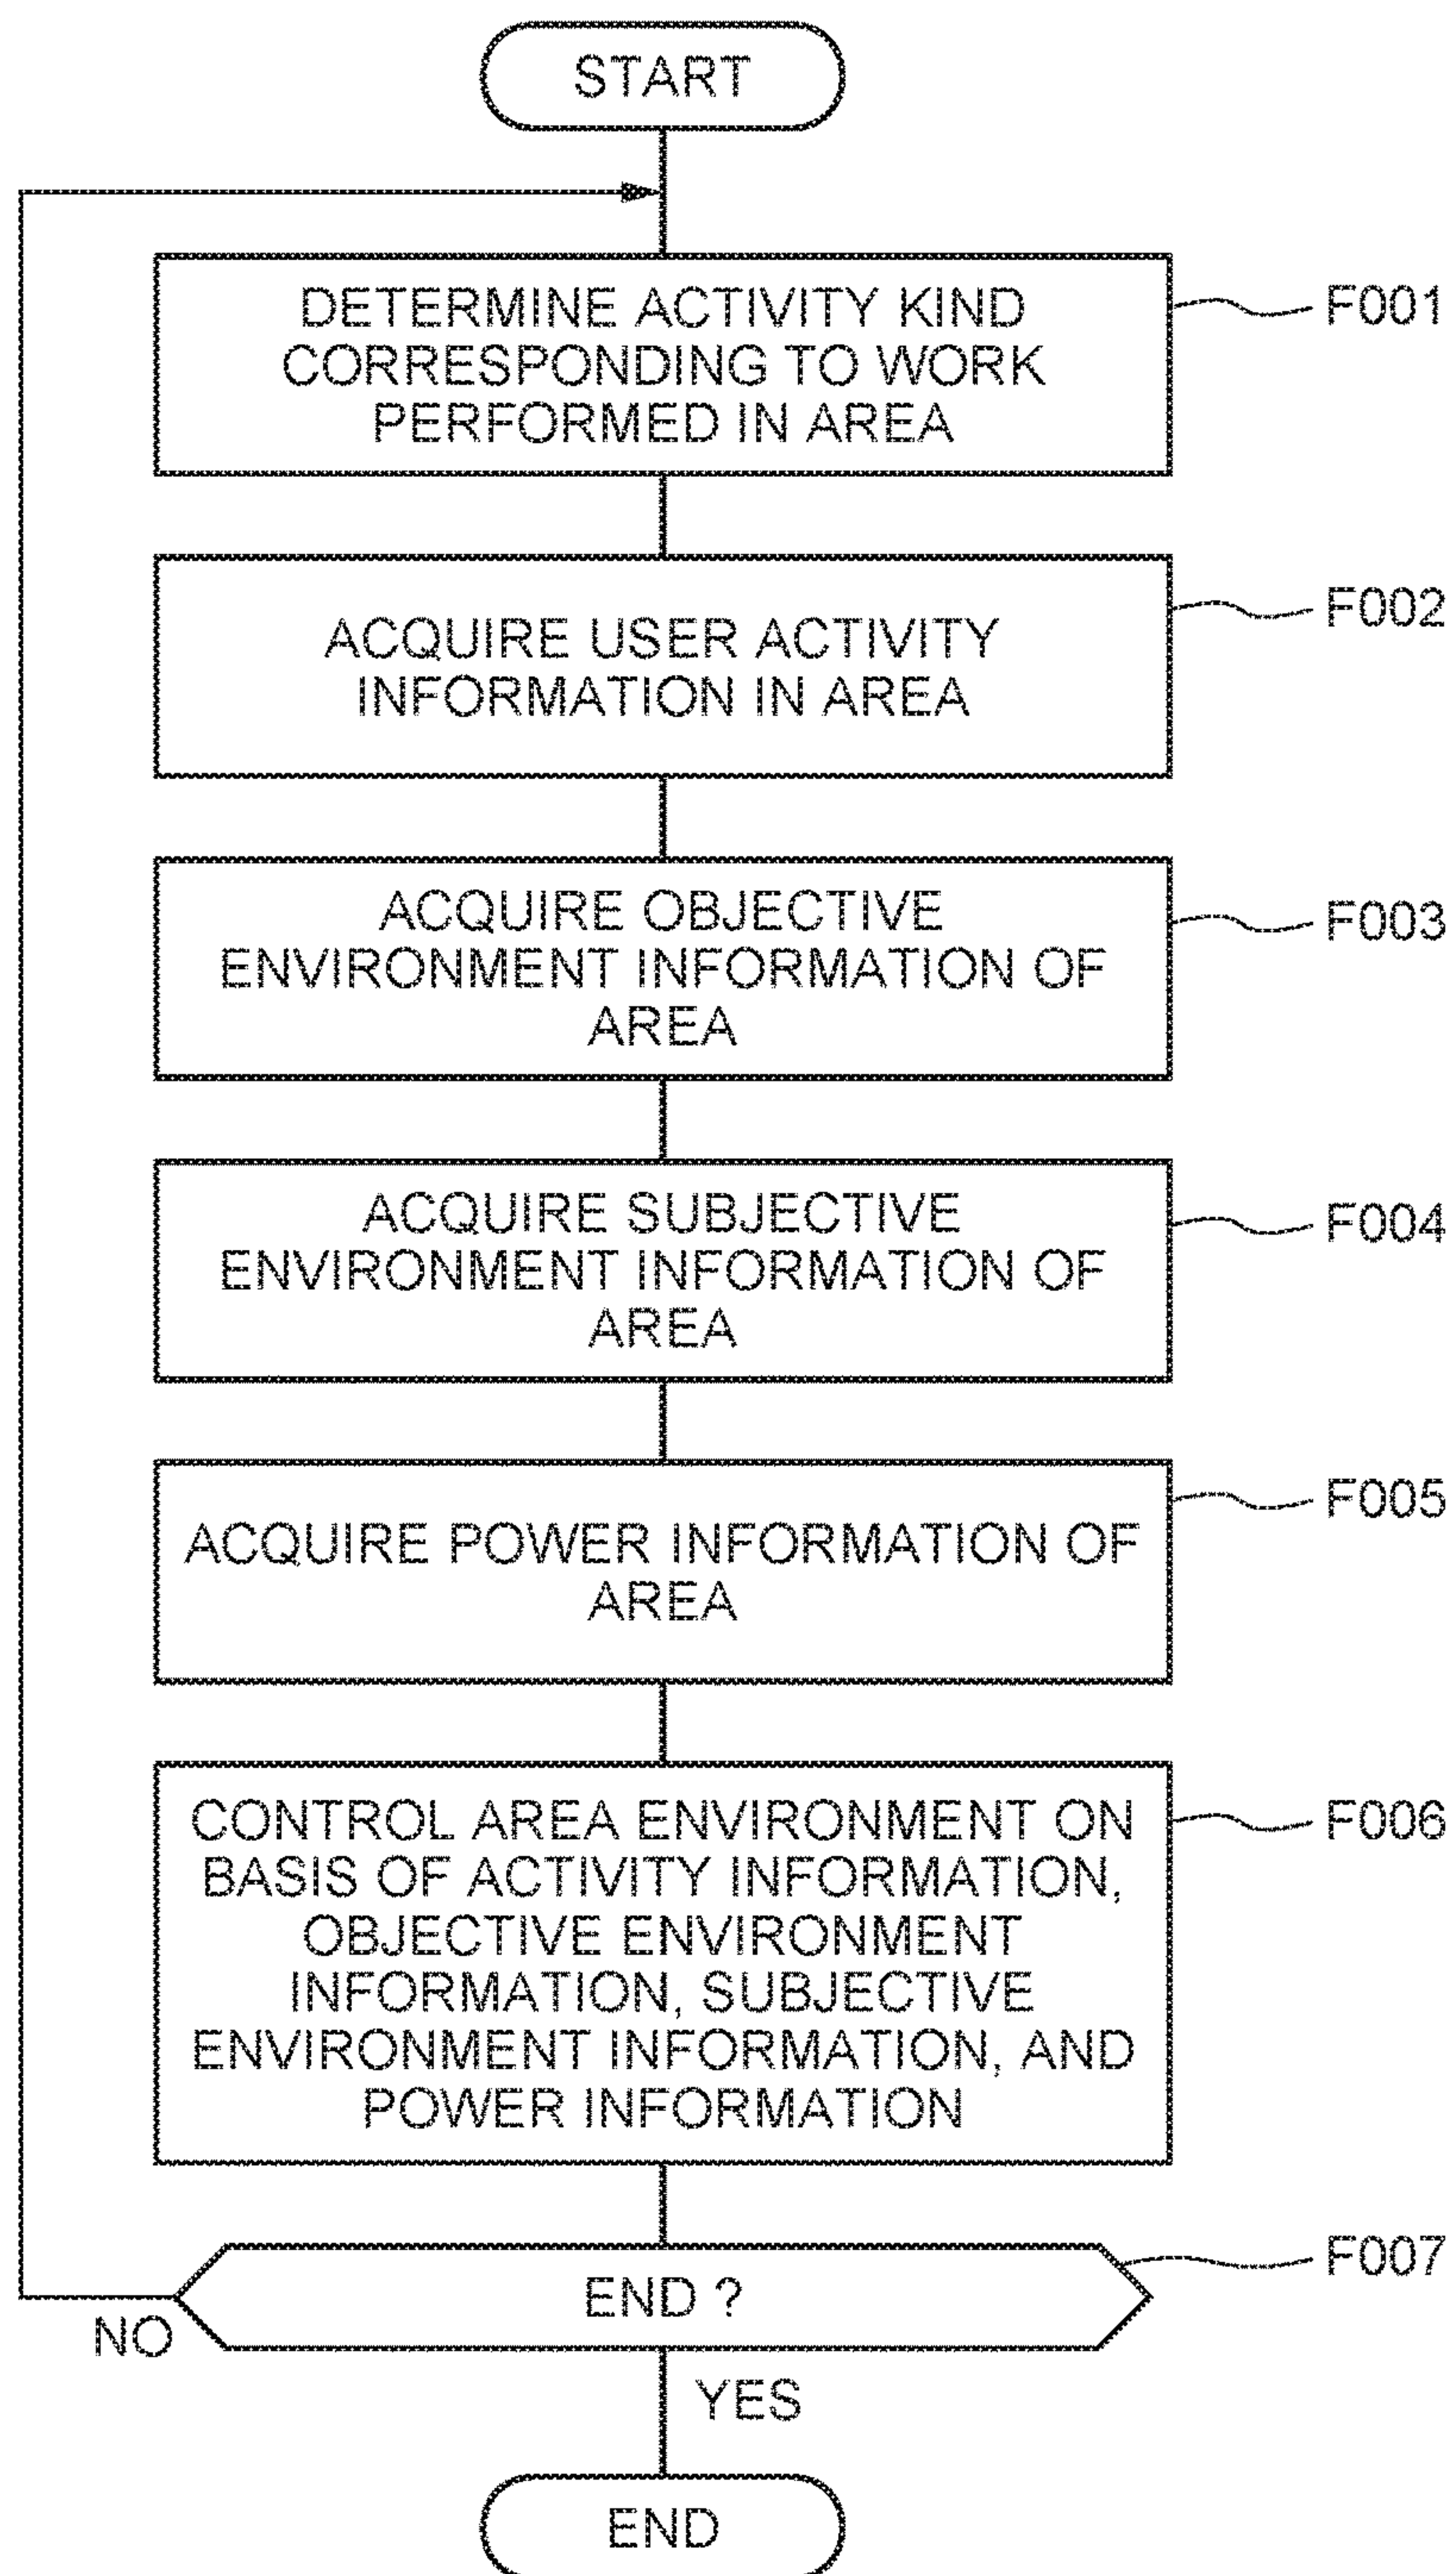 START
DETERMINE ACTIVITY KIND
CORRESPONDING TO WORK
PERFORMED IN AREA
F001
ACQUIRE USER ACTIVITY
INFORMATION IN AREA
F002
ACQUIRE OBJECTIVE
ENVIRONMENT INFORMATION OF
AREA
F003
ACQUIRE SUBJECTIVE
ENVIRONMENT INFORMATION OF
AREA
F004
ACQUIRE POWER INFORMATION OF
AREA
F005
CONTROL AREA ENVIRONMENT ON
BASIS OF ACTIVITY INFORMATION,
OBJECTIVE ENVIRONMENT
INFORMATION, SUBJECTIVE
ENVIRONMENT INFORMATION, AND
POWER INFORMATION
F006
END ?
F007
NO
YES
END